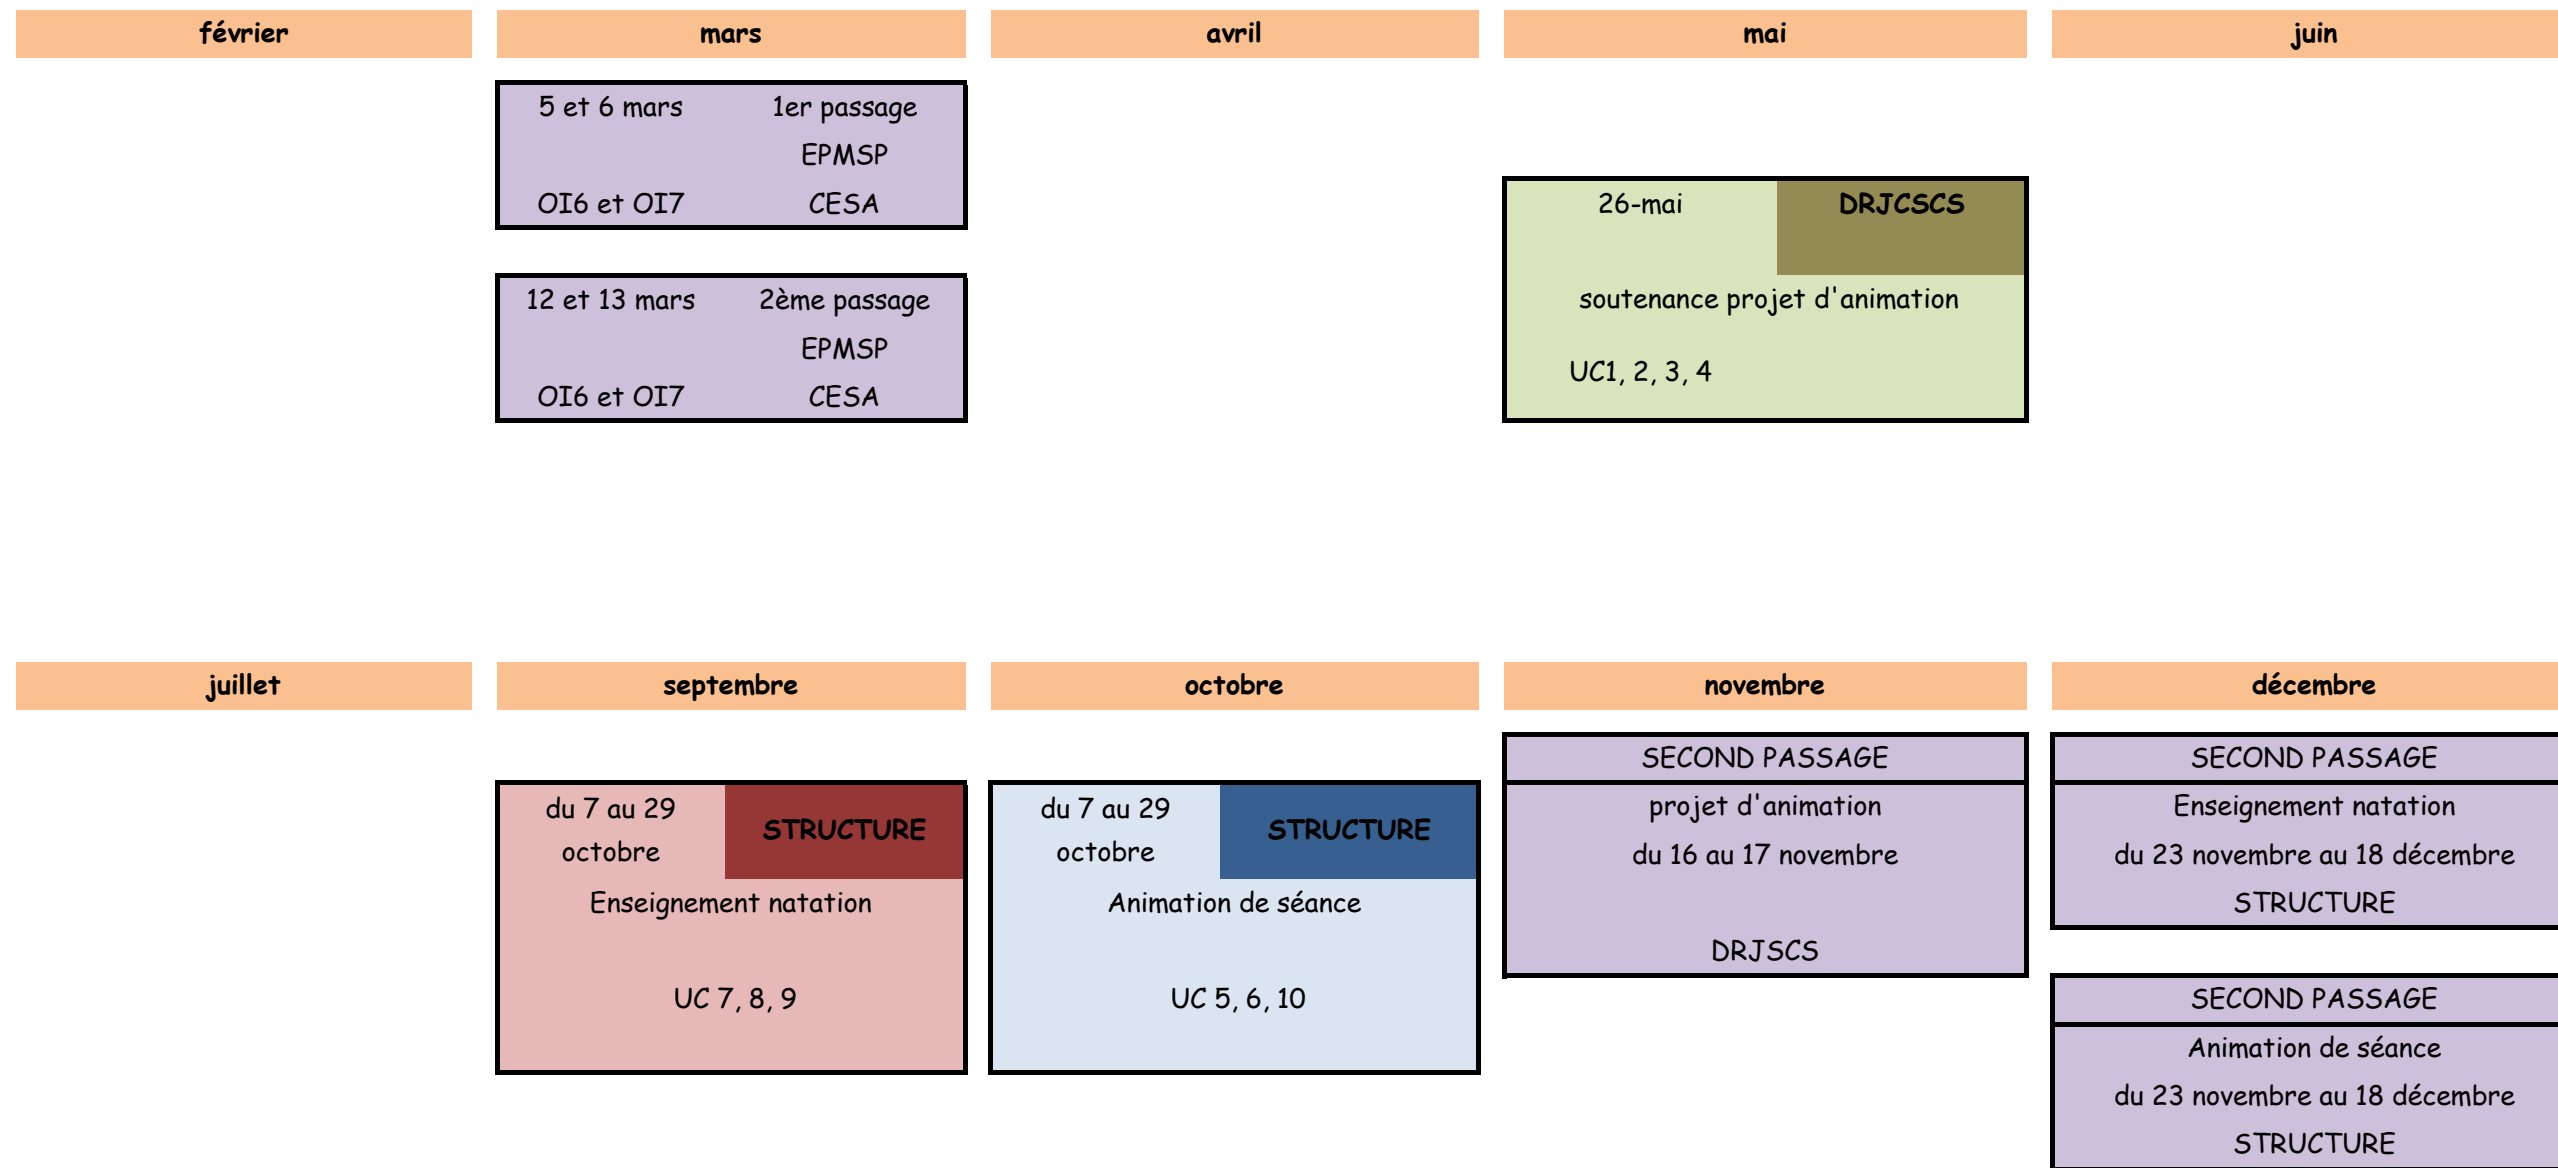 février
mars
avril
mai
juin
5 et 6 mars 1er passage
EPMSP
OI6 et OI7 CESA
12 et 13 mars 2ème passage
EPMSP
OI6 et OI7 CESA
26-mai DRJCSCS
soutenance projet d'animation
UC1, 2, 3, 4
juillet
septembre
octobre
novembre
décembre
du 7 au 29
octobre
STRUCTURE
Enseignement natation
UC 7, 8, 9
du 7 au 29
octobre
STRUCTURE
Animation de séance
UC 5, 6, 10
SECOND PASSAGE
projet d'animation
du 16 au 17 novembre
DRJSCS
SECOND PASSAGE
Enseignement natation
du 23 novembre au 18 décembre
STRUCTURE
SECOND PASSAGE
Animation de séance
du 23 novembre au 18 décembre
STRUCTURE